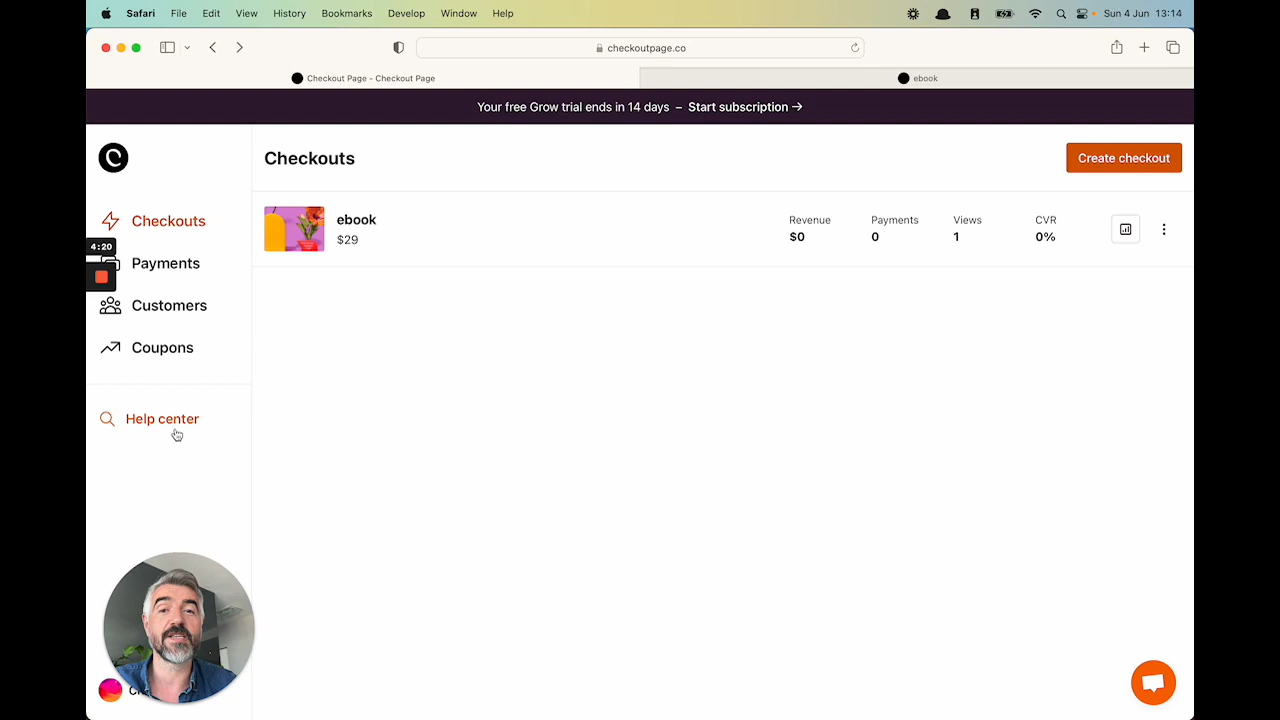 Safari File Edit View History Bookmarks Develop Window Help Sun 4 Jun 13:14
checkoutpage.co
Checkout Page - Checkout Page
ebook
Your free Grow trial ends in 14 days – Start subscription →
C
Checkouts
Create checkout
Checkouts
ebook
$29
Revenue
$0
Payments
0
Views
1
CVR
0%
4:20
Payments
Customers
Coupons
Help center